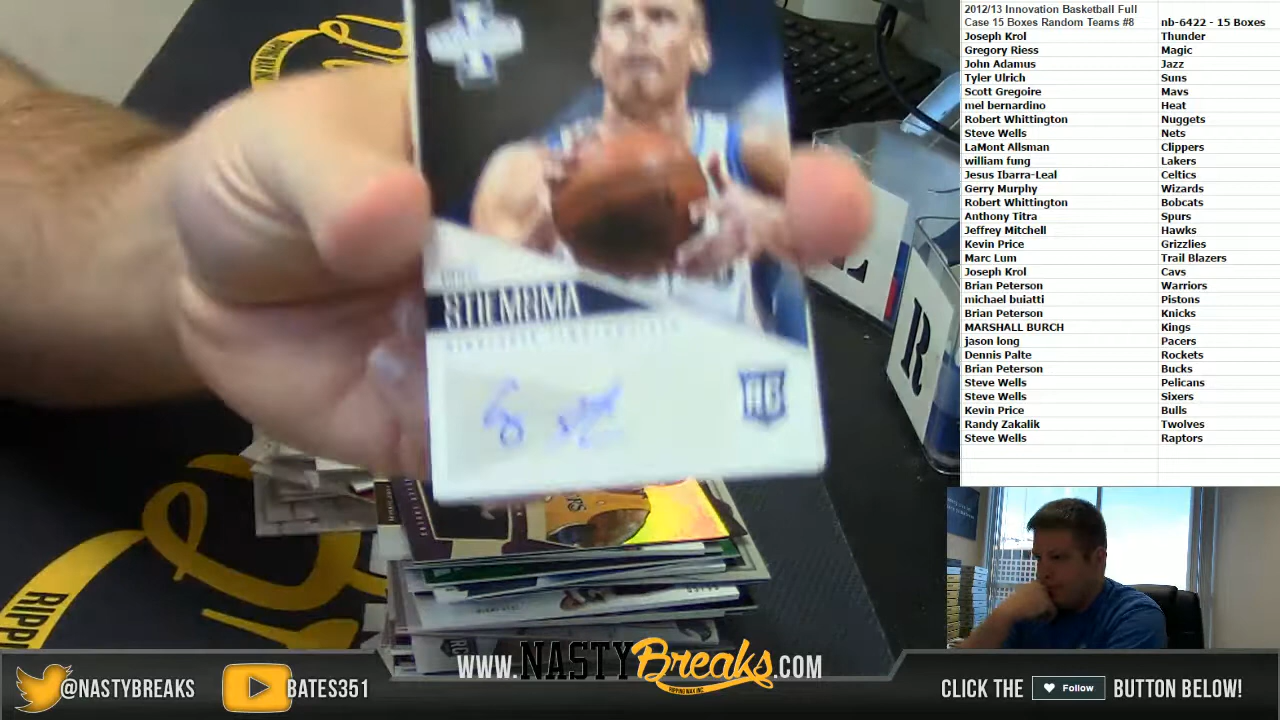 2012/13 Innovation Basketball Full
Case 15 Boxes Random Teams #8 nb-6422 - 15 Boxes
Joseph Krol Thunder
Gregory Riess Magic
John Adamus Jazz
Tyler Ulrich Suns
Scott Gregoire Mavs
mel bernardino Heat
Robert Whittington Nuggets
Steve Wells Nets
LaMont Allsman Clippers
william fung Lakers
Jesus Ibarra-Leal Celtics
Gerry Murphy Wizards
Robert Whittington Bobcats
Anthony Titra Spurs
Jeffrey Mitchell Hawks
Kevin Price Grizzlies
Marc Lum Trail Blazers
Joseph Krol Cavs
Brian Peterson Warriors
michael buiatti Pistons
Brian Peterson Knicks
MARSHALL BURCH Kings
jason long Pacers
Dennis Palte Rockets
Brian Peterson Bucks
Steve Wells Pelicans
Steve Wells Sixers
Kevin Price Bulls
Randy Zakalik Twolves
Steve Wells Raptors
STIEMSMA
R
@NASTYBREAKS
BATES351
WWW.NASTYBreaks.COM
CLICK THE Follow BUTTON BELOW!